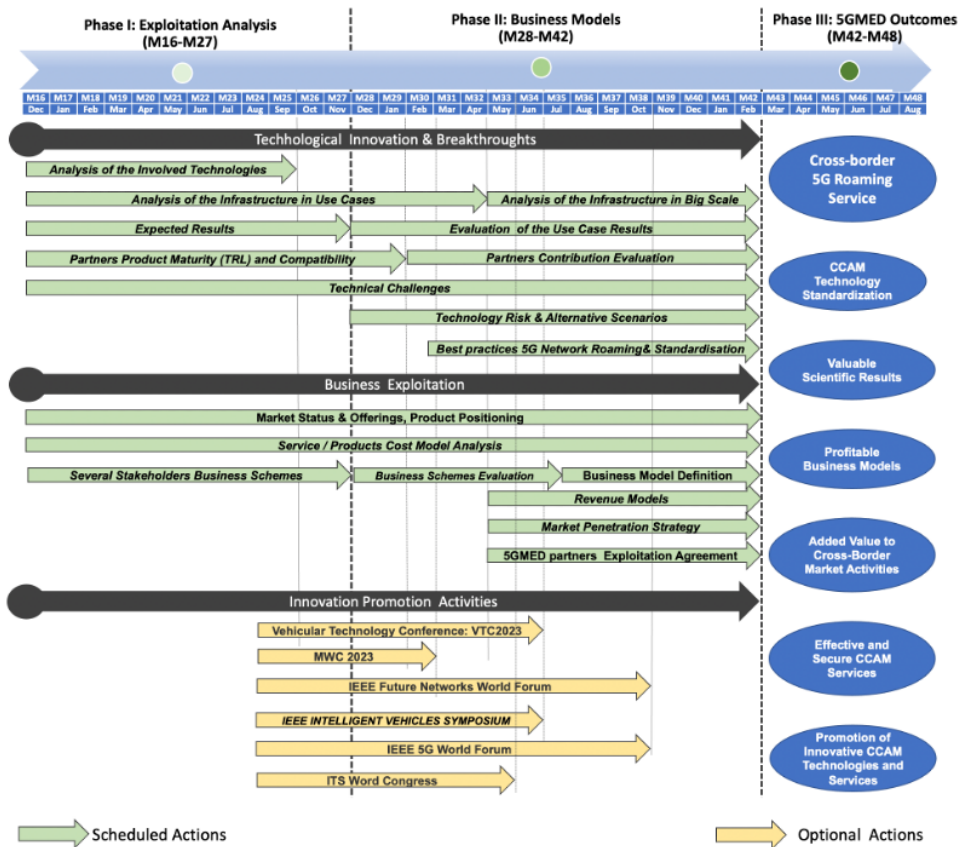 Phase I: Exploitation Analysis
(M16-M27)
Phase II: Business Models
(M28-M42)
Phase III: 5GMED Outcomes
(M42-M48)
M16 M17 M18 M19 M20 M21 M22 M23 M24 M25 M26 M27 M28 M29 M30 M31 M32 M33 M34 M35 M36 M37 M38 M39 M40 M41 M42 M43 M44 M45 M46 M47 M48
Dec Jan Feb Mar Apr May Jun Jul Aug Sep Oct Nov Dec Jan Feb Mar Apr May Jun Jul Aug Sep Oct Nov Dec Jan Feb Mar Apr May Jun Jul Aug
Techhological Innovation & Breakthroughts
Analysis of the Involved Technologies
Analysis of the Infrastructure in Use Cases
Analysis of the Infrastructure in Big Scale
Expected Results
Evaluation of the Use Case Results
Partners Product Maturity (TRL) and Compatibility
Partners Contribution Evaluation
Technical Challenges
Technology Risk & Alternative Scenarios
Best practices 5G Network Roaming& Standardisation
Business Exploitation
Market Status & Offerings, Product Positioning
Service / Products Cost Model Analysis
Several Stakeholders Business Schemes
Business Schemes Evaluation
Business Model Definition
Revenue Models
Market Penetration Strategy
5GMED partners Exploitation Agreement
Innovation Promotion Activities
Vehicular Technology Conference: VTC2023
MWC 2023
IEEE Future Networks World Forum
IEEE INTELLIGENT VEHICLES SYMPOSIUM
IEEE 5G World Forum
ITS Word Congress
Cross-border
5G Roaming
Service
CCAM
Technology
Standardization
Valuable
Scientific Results
Profitable
Business Models
Added Value to
Cross-Border
Market Activities
Effective and
Secure CCAM
Services
Promotion of
Innovative CCAM
Technologies and
Services
Scheduled Actions
Optional Actions